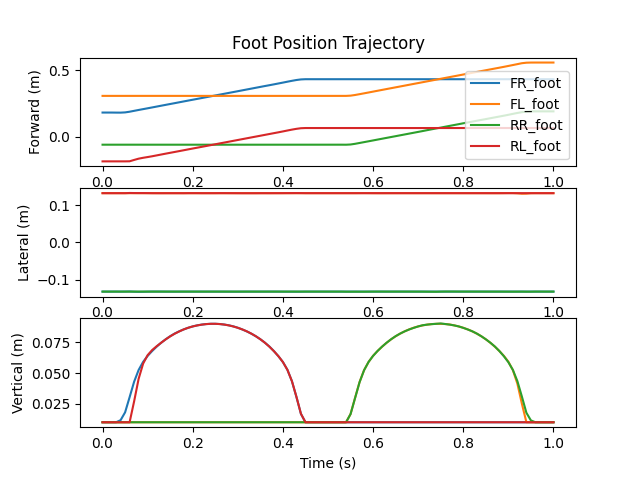 Foot Position Trajectory
Forward (m)
0.5
0.0
FR_foot
FL_foot
RR_foot
RL_foot
0.0 0.2 0.4 0.6 0.8 1.0
Lateral (m)
0.1
0.0
−0.1
0.0 0.2 0.4 0.6 0.8 1.0
Vertical (m)
0.075
0.050
0.025
0.0 0.2 0.4 0.6 0.8 1.0
Time (s)